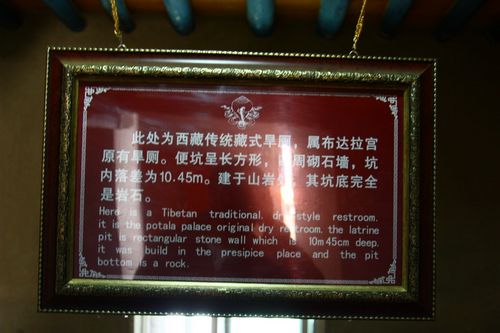 此处为西藏传统藏式旱厕，属布达拉宫
原有旱厕。便坑呈长方形，四周砌石墙，坑
内落差为10.45m。建于山岩处，其坑底完全
是岩石。
Here is a Tibetan traditional. dry style restroom.
it is the potala palace original dry restroom. the latrine
pit is rectangular stone wall which is 10m45cm deep.
it was build in the presipice place and the pit
bottom is a rock.